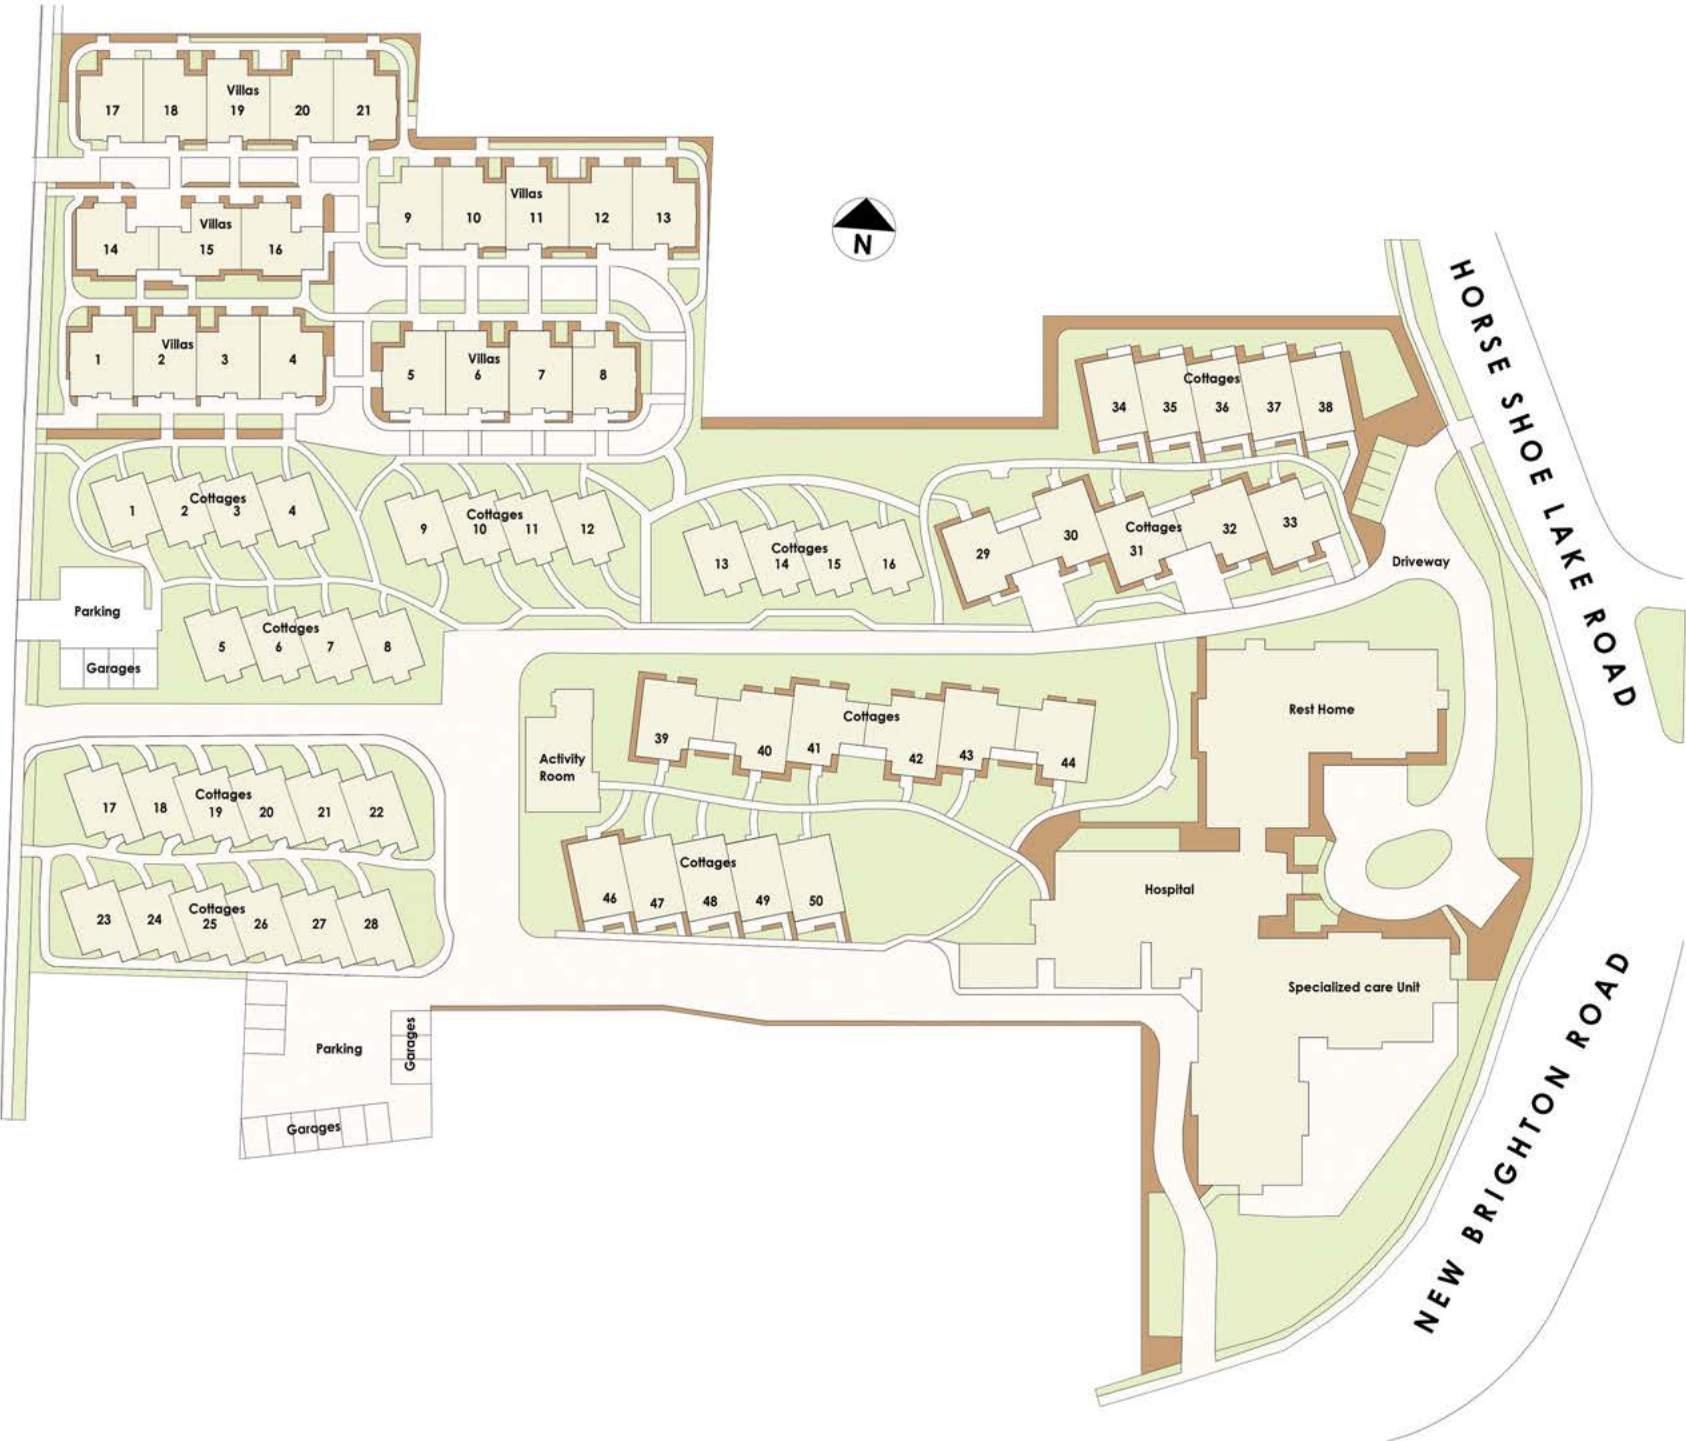 Villas
17 18 19 20 21
Villas
9 10 11 12 13
Villas
14 15 16
N
Villas
1 2 3 4
Villas
5 6 7 8
Cottages
34 35 36 37 38
HORSE SHOE LAKE ROAD
Cottages
1 2 3 4
Cottages
9 10 11 12
Cottages
13 14 15 16
Cottages
29 30 31 32 33
Driveway
Parking
Garages
Cottages
5 6 7 8
Cottages
39 40 41 42 43 44
Rest Home
Activity
Room
Cottages
17 18 19 20 21 22
Cottages
46 47 48 49 50
Hospital
Cottages
23 24 25 26 27 28
Specialized care Unit
Parking
Garages
Garages
NEW BRIGHTON ROAD